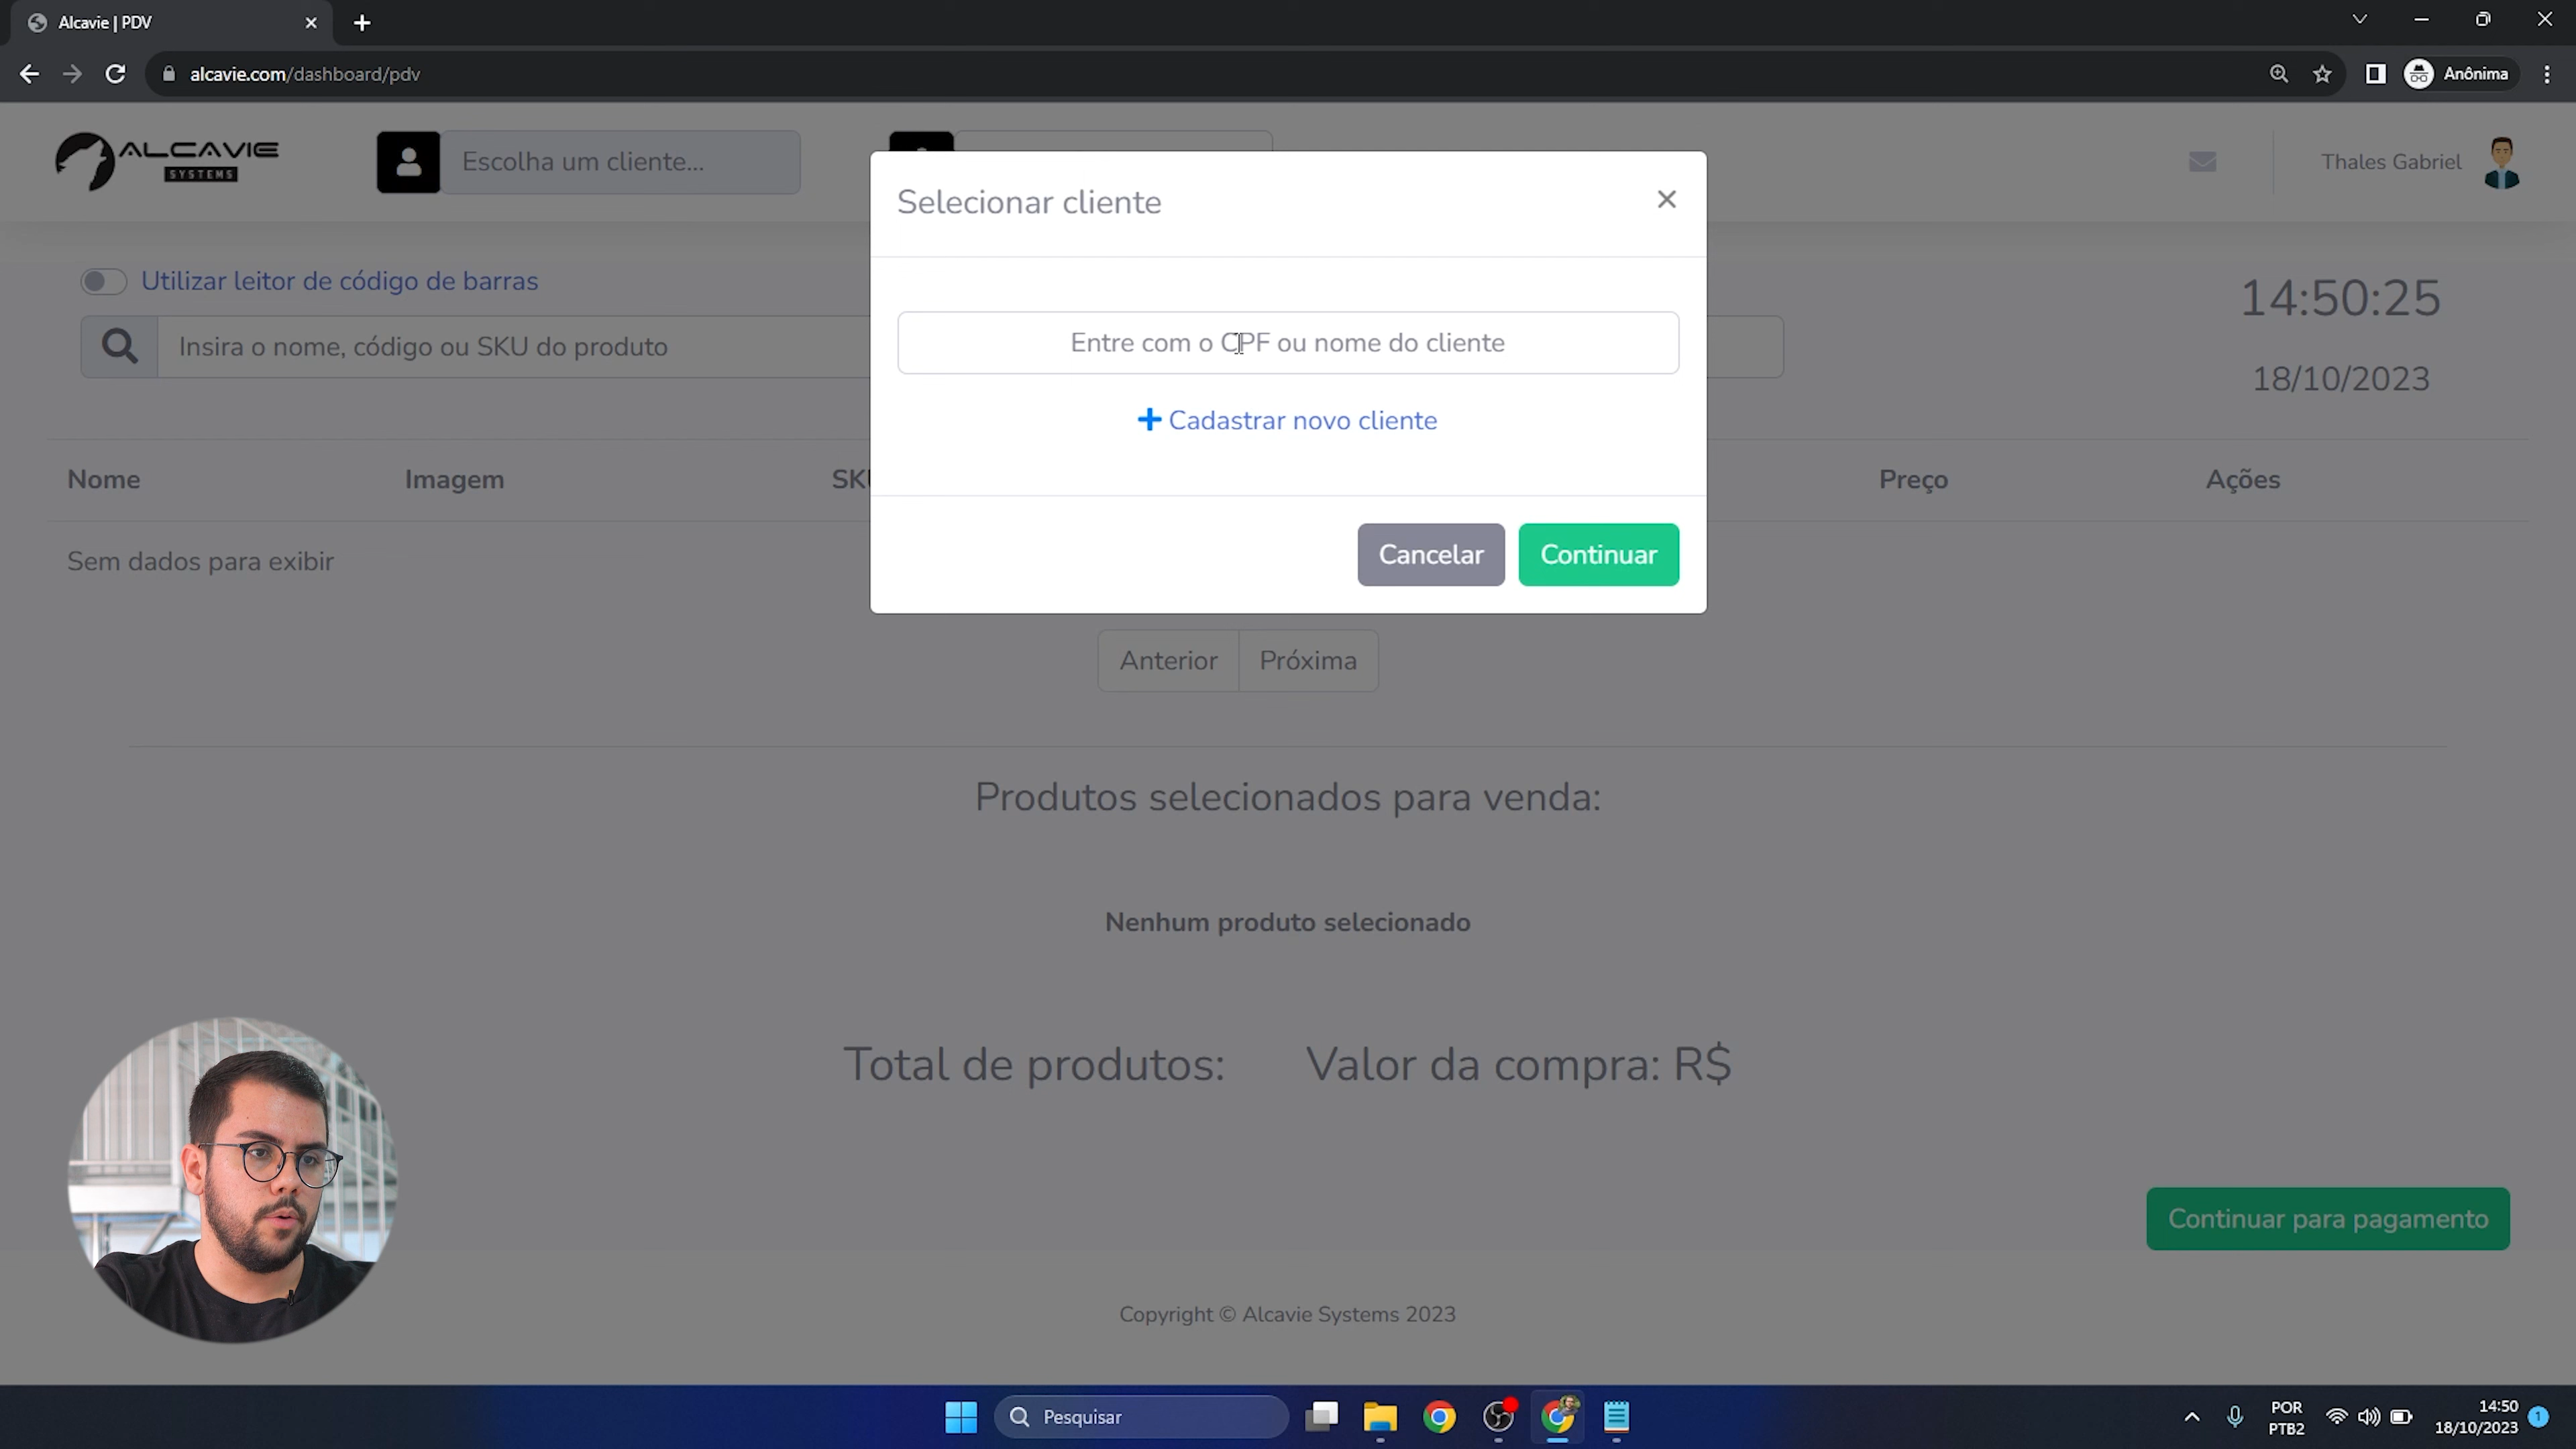 Alcavie | PDV
alcavie.com/dashboard/pdv
Anônima
ALCAVIE
SYSTEMS
Escolha um cliente...
Thales Gabriel
Selecionar cliente
Utilizar leitor de código de barras
14:50:25
Insira o nome, código ou SKU do produto
Entre com o CPF ou nome do cliente
18/10/2023
Cadastrar novo cliente
Nome Imagem SKU Preço Ações
Sem dados para exibir
Cancelar Continuar
Anterior Próxima
Produtos selecionados para venda:
Nenhum produto selecionado
Total de produtos: Valor da compra: R$
Continuar para pagamento
Copyright © Alcavie Systems 2023
Pesquisar
POR
PTB2
14:50
18/10/2023
1